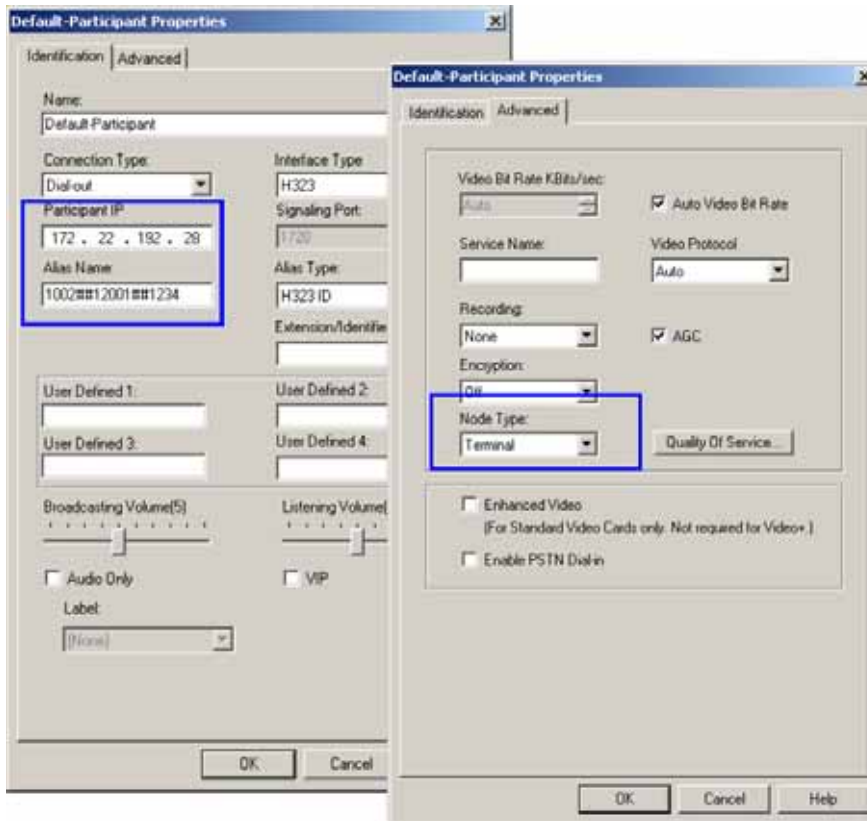 Default-Participant Properties
Identification
Advanced
Name:
Default-Participant
Connection Type:
Interface Type
Dial-out
H323
Participant IP
Signaling Port:
172 . 22 . 192 . 28
1720
Alias Name
Alias Type:
1002##12001##1234
H323 ID
Extension/Identifie
User Defined 1:
User Defined 2:
User Defined 3:
User Defined 4:
Broadcasting Volume(5)
Listening Volume(
Audio Only
VIP
Label:
(None)
OK
Cancel
Default-Participant Properties
Identification
Advanced
Video Bit Rate KBits/sec:
Auto
Auto Video Bit Rate
Service Name:
Video Protocol
Auto
Recording:
None
AGC
Encryption:
Off
Node Type:
Terminal
Quality Of Service...
Enhanced Video
(For Standard Video Cards only. Not required for Video+.)
Enable PSTN Dial-in
OK
Cancel
Help